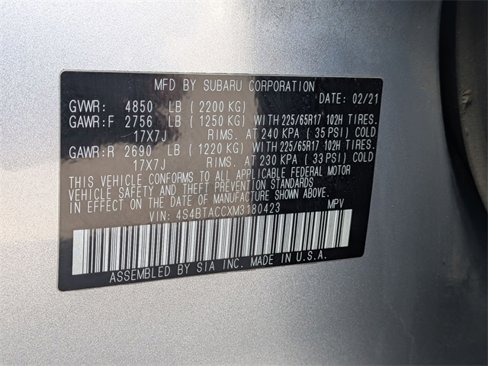 MFD BY SUBARU CORPORATION
DATE: 02/21
GVWR: 4850 LB (2200 KG)
GAWR:F 2756 LB (1250 KG) WITH 225/65R17 102H TIRES.
17X7J RIMS. AT 240 KPA (35 PSI) COLD
GAWR:R 2690 LB (1220 KG) WITH 225/65R17 102H TIRES.
17X7J RIMS. AT 230 KPA (33 PSI) COLD
THIS VEHICLE CONFORMS TO ALL APPLICABLE FEDERAL MOTOR
VEHICLE SAFETY AND THEFT PREVENTION STANDARDS
IN EFFECT ON THE DATE OF MANUFACTURE SHOWN ABOVE.
VIN: 4S4BTACCXM3180423 MPV
ASSEMBLED BY SIA INC. MADE IN U.S.A.